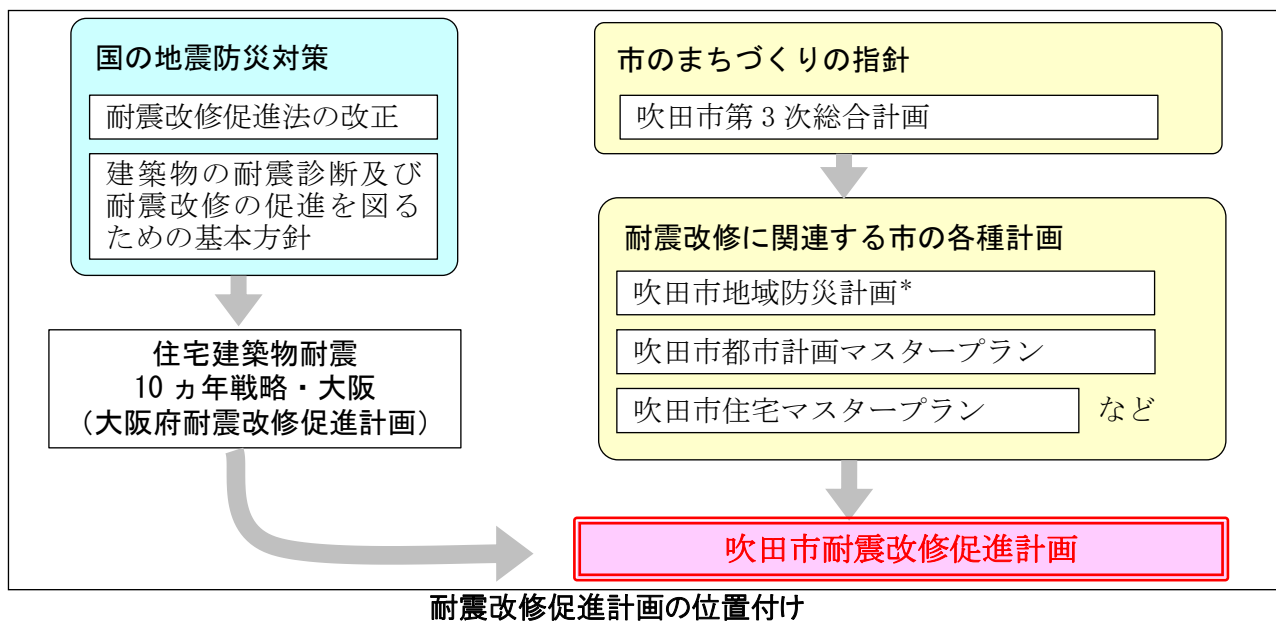 国の地震防災対策
耐震改修促進法の改正
建築物の耐震診断及び
耐震改修の促進を図る
ための基本方針
住宅建築物耐震
10 ヵ年戦略・大阪
(大阪府耐震改修促進計画)
市のまちづくりの指針
吹田市第3次総合計画
耐震改修に関連する市の各種計画
吹田市地域防災計画*
吹田市都市計画マスタープラン
吹田市住宅マスタープラン など
吹田市耐震改修促進計画
耐震改修促進計画の位置付け